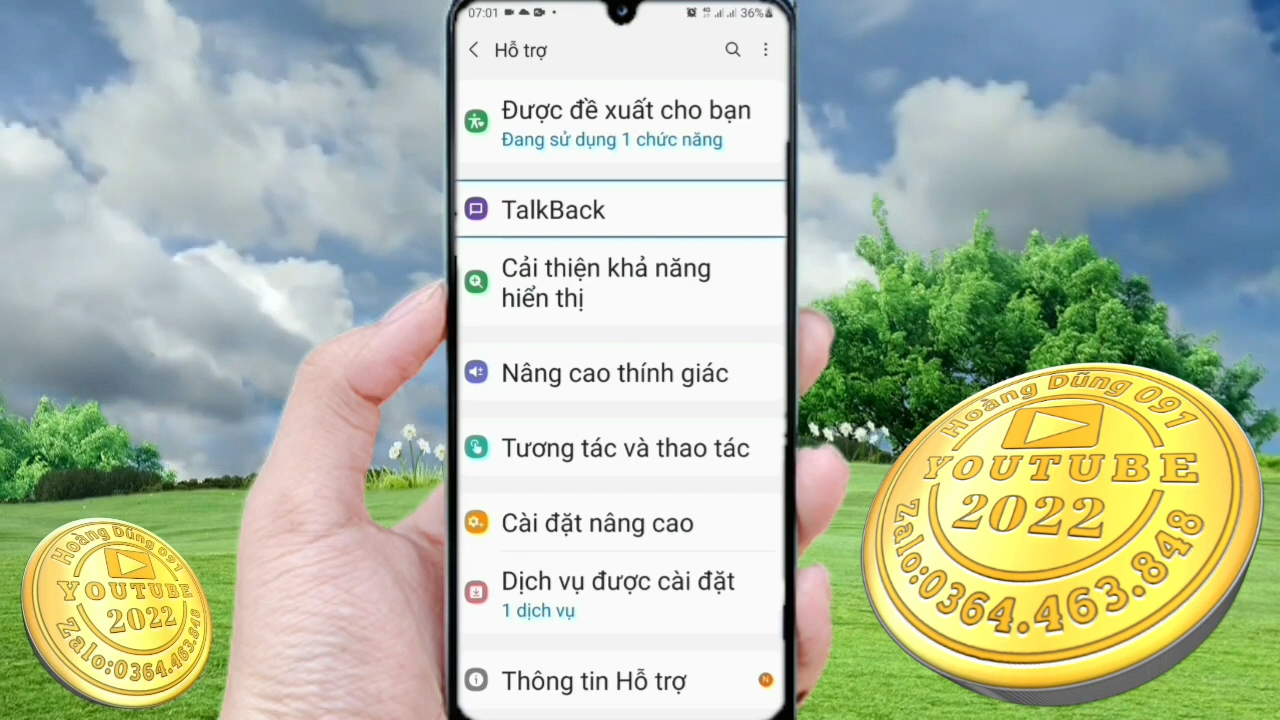 07:01
36%
Hỗ trợ
Được đề xuất cho bạn
Đang sử dụng 1 chức năng
TalkBack
Cải thiện khả năng
hiển thị
Nâng cao thính giác
Tương tác và thao tác
Cài đặt nâng cao
Dịch vụ được cài đặt
1 dịch vụ
Thông tin Hỗ trợ
N
Hoàng Dũng 091
YOUTUBE
2022
Zalo:0364.463.848
Hoàng Dũng 091
YOUTUBE
2022
Zalo:0364.463.848